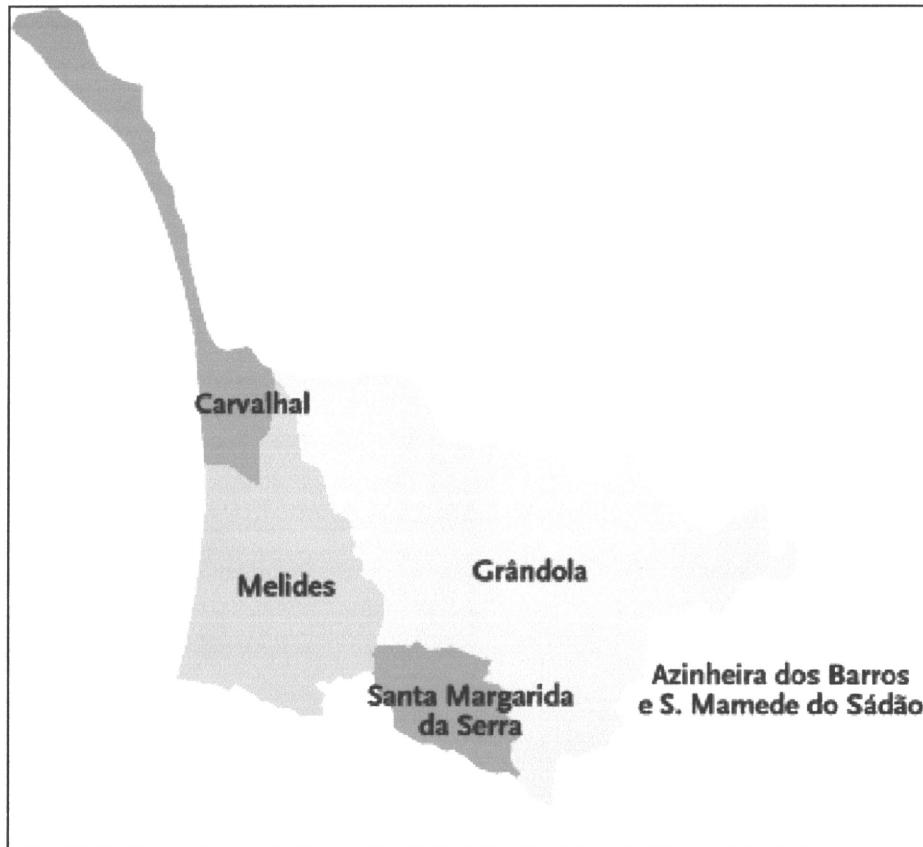 Carvalhal
Melides
Grândola
Santa Margarida
da Serra
Azinheira dos Barros
e S. Mamede do Sádão